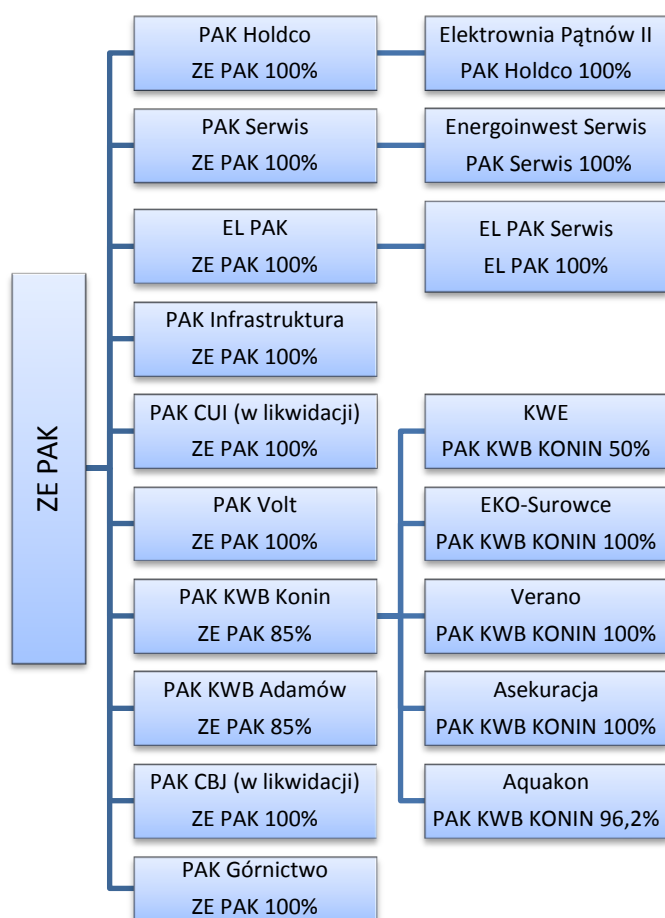 ZE PAK
PAK Holdco
ZE PAK 100%
Elektrownia Pątnów II
PAK Holdco 100%
PAK Serwis
ZE PAK 100%
Energoinwest Serwis
PAK Serwis 100%
EL PAK
ZE PAK 100%
EL PAK Serwis
EL PAK 100%
PAK Infrastruktura
ZE PAK 100%
PAK CUI (w likwidacji)
ZE PAK 100%
PAK Volt
ZE PAK 100%
PAK KWB Konin
ZE PAK 85%
KWE
PAK KWB KONIN 50%
EKO-Surowce
PAK KWB KONIN 100%
Verano
PAK KWB KONIN 100%
Asekuracja
PAK KWB KONIN 100%
Aquakon
PAK KWB KONIN 96,2%
PAK KWB Adamów
ZE PAK 85%
PAK CBJ (w likwidacji)
ZE PAK 100%
PAK Górnictwo
ZE PAK 100%